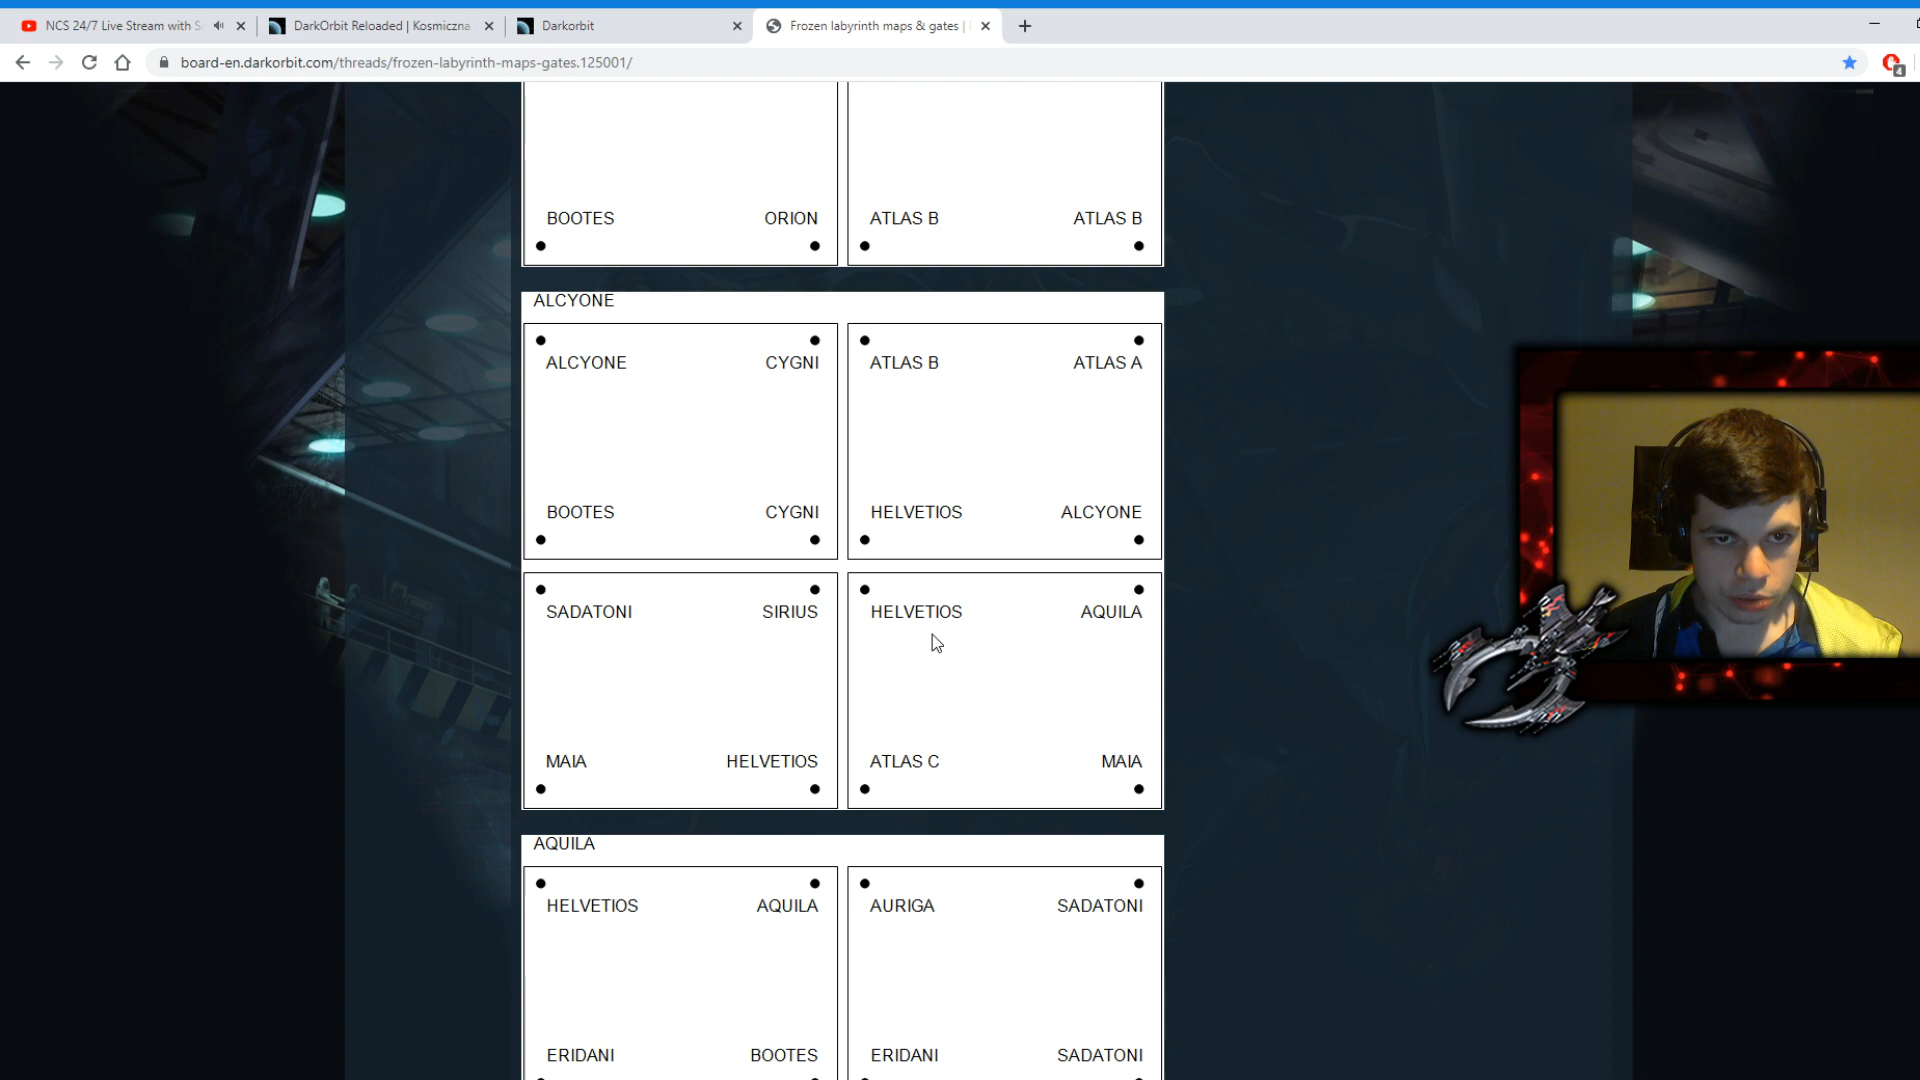 NCS 24/7 Live Stream with S
DarkOrbit Reloaded | Kosmiczna
Darkorbit
Frozen labyrinth maps & gates |
board-en.darkorbit.com/threads/frozen-labyrinth-maps-gates.125001/
4
BOOTES ORION ATLAS B ATLAS B
ALCYONE
ALCYONE CYGNI ATLAS B ATLAS A
BOOTES CYGNI HELVETIOS ALCYONE
SADATONI SIRIUS HELVETIOS AQUILA
MAIA HELVETIOS ATLAS C MAIA
AQUILA
HELVETIOS AQUILA AURIGA SADATONI
ERIDANI BOOTES ERIDANI SADATONI